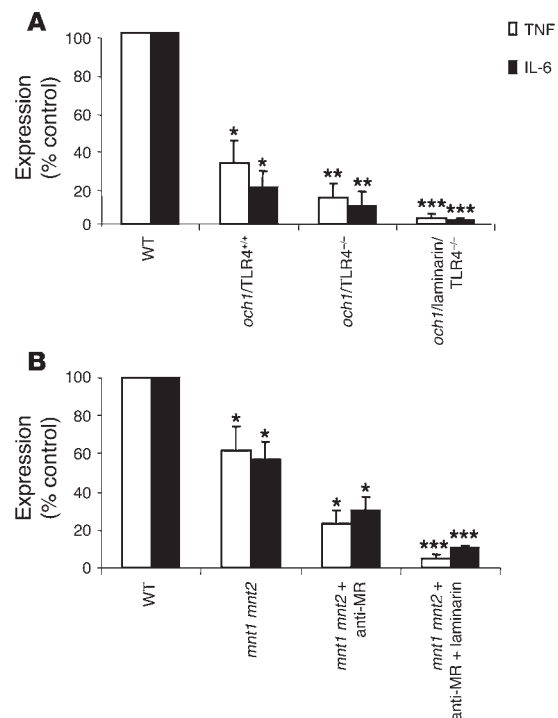 A
TNF
IL-6
Expression
(% control)
100
80
60
40
20
0
*
*
**
**
***
***
WT
och1/TLR4+/+
och1/TLR4–/–
och1/laminarin/
TLR4–/–
B
Expression
(% control)
100
80
60
40
20
0
*
*
*
*
***
***
WT
mnt1 mnt2
mnt1 mnt2 +
anti-MR
mnt1 mnt2 +
anti-MR + laminarin